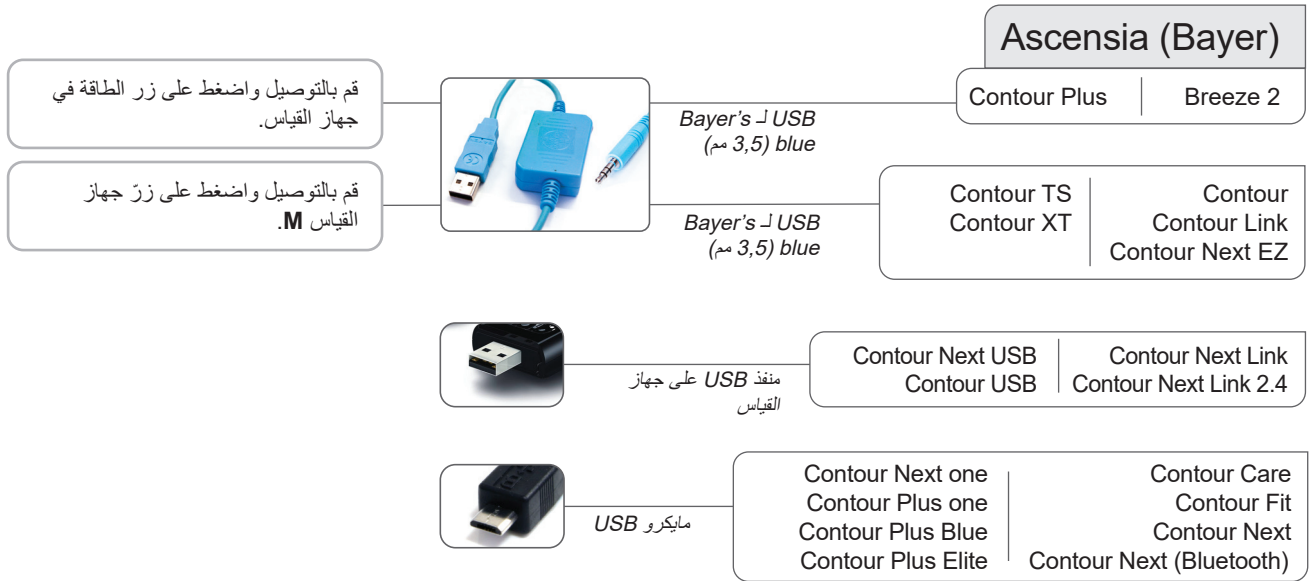 Ascensia (Bayer)
Breeze 2
Contour Plus
USB لـ Bayer's
blue (3,5 مم)
قم بالتوصيل واضغط على زر الطاقة في
جهاز القياس.
Contour
Contour Link
Contour Next EZ
Contour TS
Contour XT
USB لـ Bayer's
blue (3,5 مم)
قم بالتوصيل واضغط على زرّ جهاز
القياس M.
Contour Next Link
Contour Next Link 2.4
Contour Next USB
Contour USB
منفذ USB على جهاز
القياس
Contour Care
Contour Fit
Contour Next
Contour Next (Bluetooth)
Contour Next one
Contour Plus one
Contour Plus Blue
Contour Plus Elite
مايكرو USB